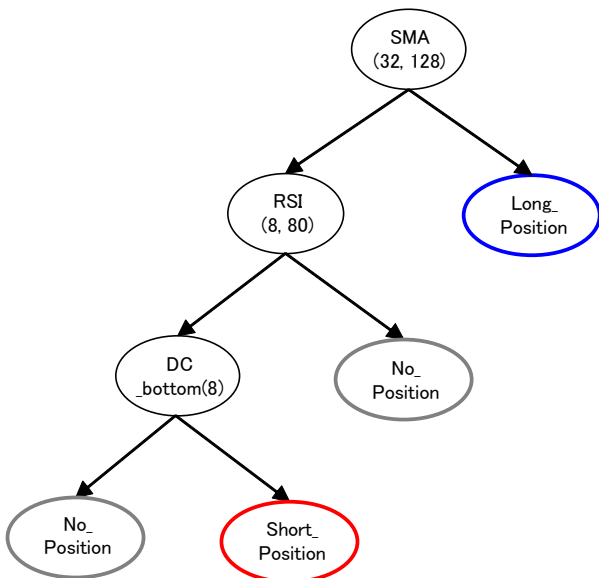 SMA
(32, 128)
RSI
(8, 80)
Long_
Position
DC
_bottom(8)
No_
Position
No_
Position
Short_
Position